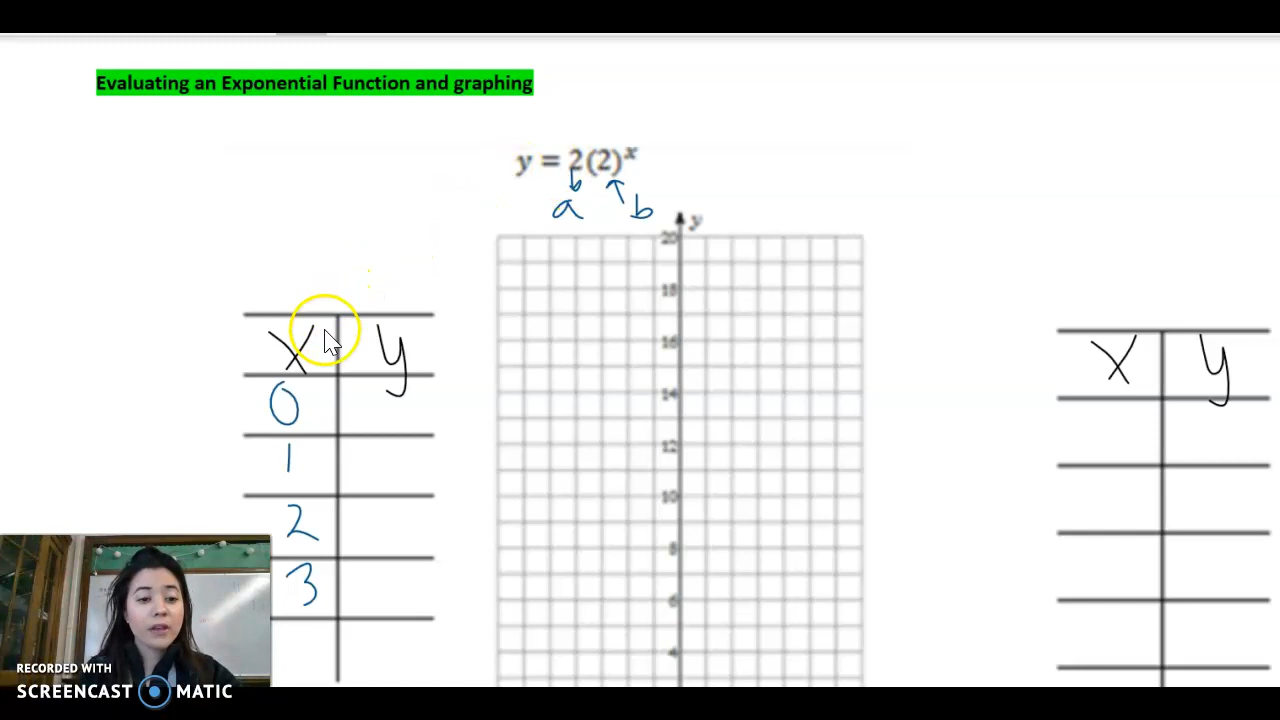 Evaluating an Exponential Function and graphing
y = 2(2)^x
a b
y
20
18
16
14
12
10
8
6
4
x y
0
1
2
3
x y
RECORDED WITH
SCREENCAST MATIC